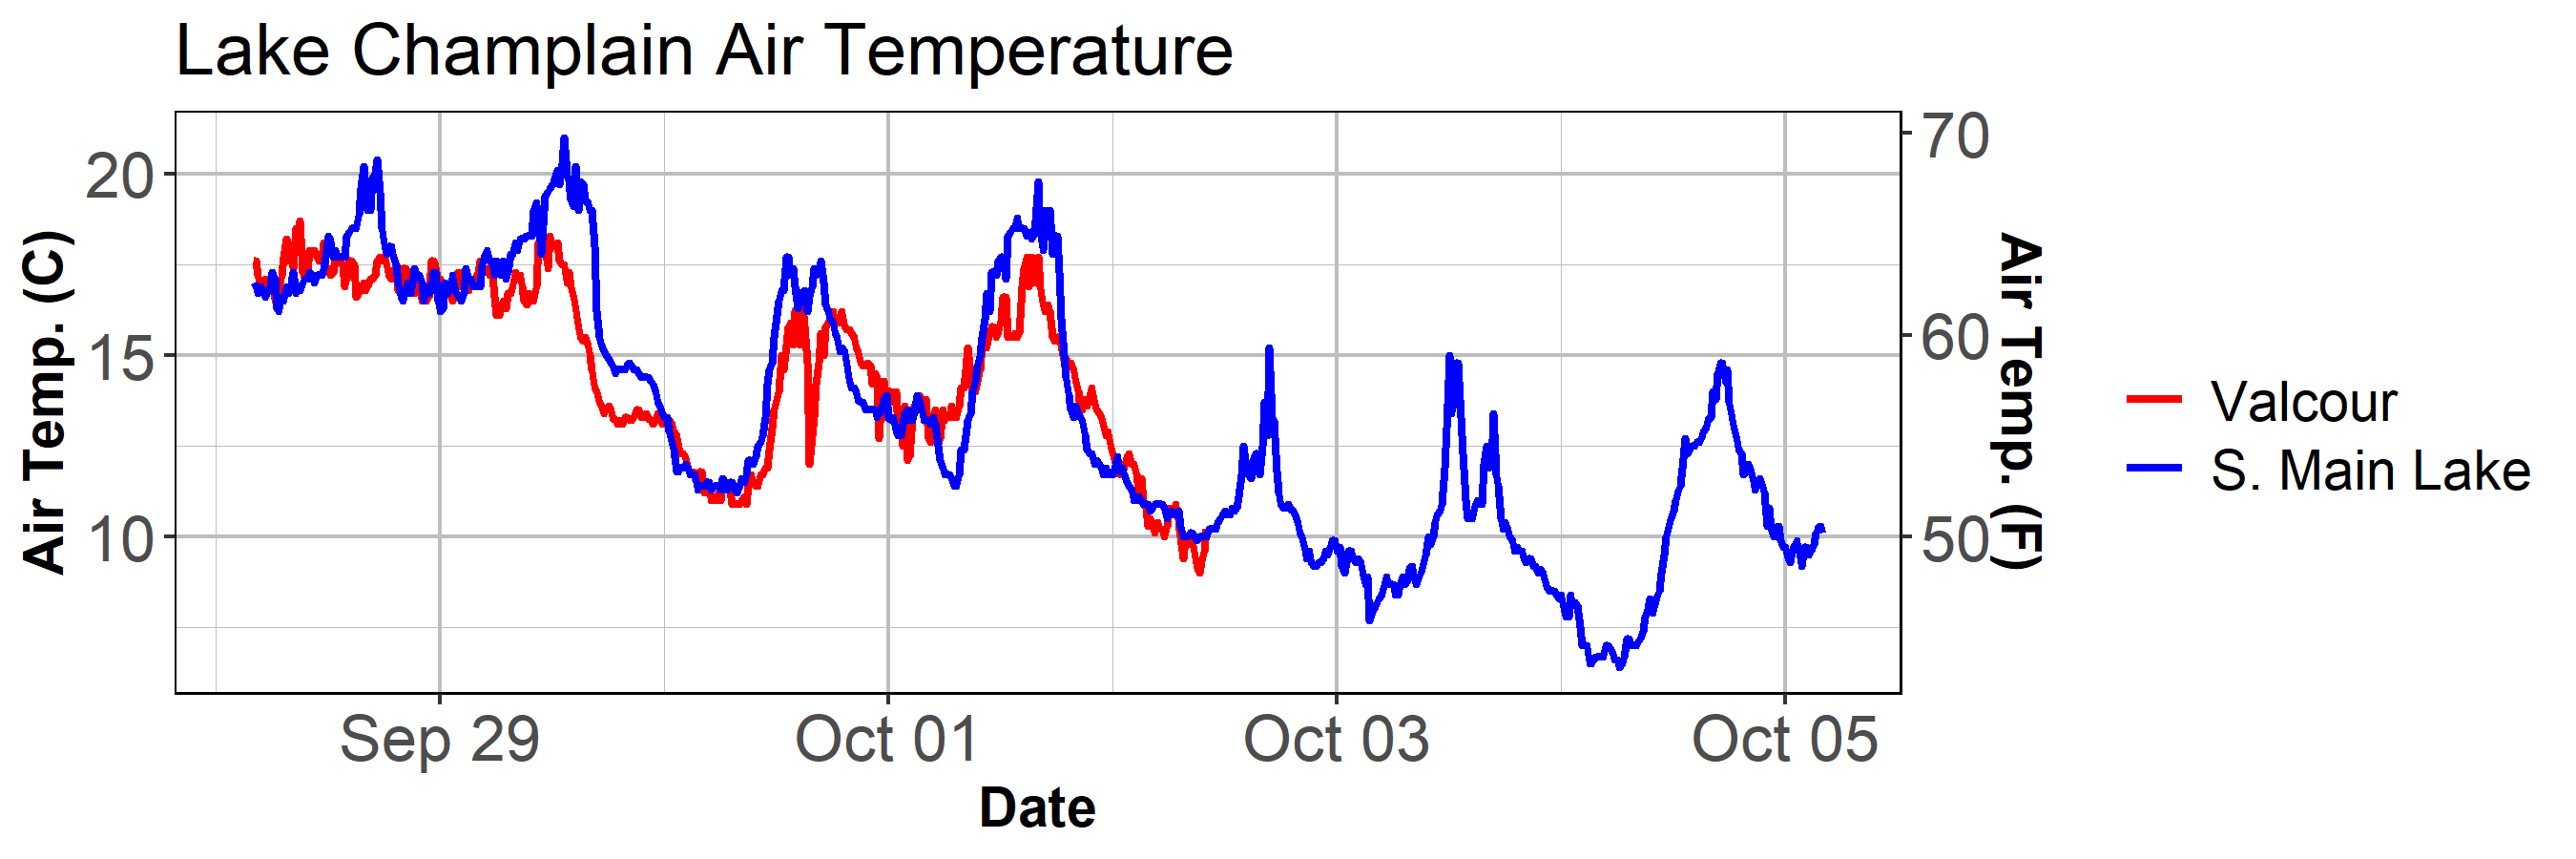 Lake Champlain Air Temperature
Air Temp. (C)
20
15
10
70
60
50
Air Temp. (F)
Sep 29
Oct 01
Oct 03
Oct 05
Date
Valcour
S. Main Lake